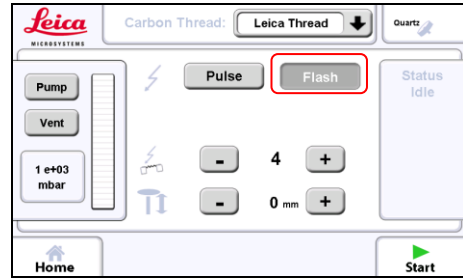 Leica
MICROSYSTEMS
Carbon Thread:
Leica Thread
Quartz
Pump
Vent
1 e+03
mbar
Pulse
Flash
- 4 +
- 0 mm +
Status
Idle
Home
Start